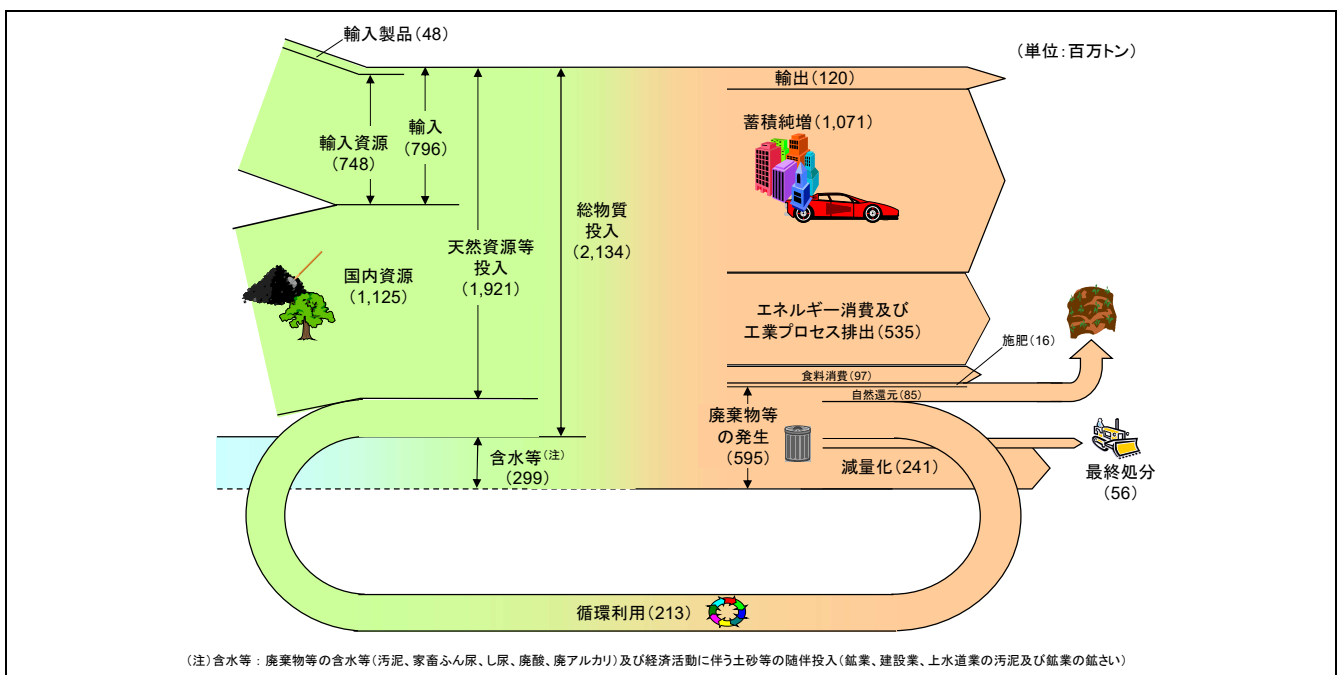 輸入製品(48)
(単位:百万トン)
輸出(120)
輸入
(796)
輸入資源
(748)
蓄積純増(1,071)
総物質
投入
(2,134)
天然資源等
投入
(1,921)
国内資源
(1,125)
エネルギー消費及び
工業プロセス排出(535)
施肥(16)
食料消費(97)
自然還元(85)
廃棄物等
の発生
(595)
含水等(注)
(299)
減量化(241)
最終処分
(56)
循環利用(213)
(注)含水等:廃棄物等の含水等(汚泥、家畜ふん尿、し尿、廃酸、廃アルカリ)及び経済活動に伴う土砂等の随伴投入(鉱業、建設業、上水道業の汚泥及び鉱業の鉱さい)